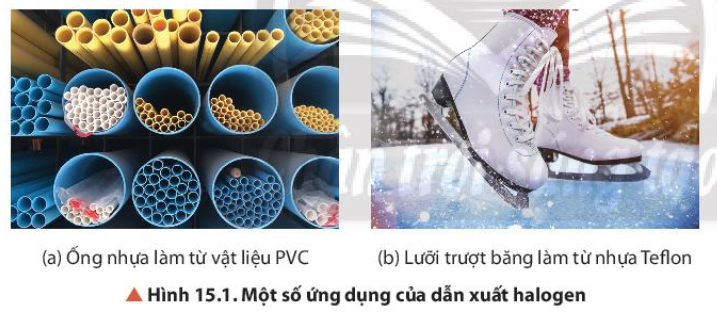 (a) Ống nhựa làm từ vật liệu PVC
(b) Lưỡi trượt băng làm từ nhựa Teflon
▲ Hình 15.1. Một số ứng dụng của dẫn xuất halogen